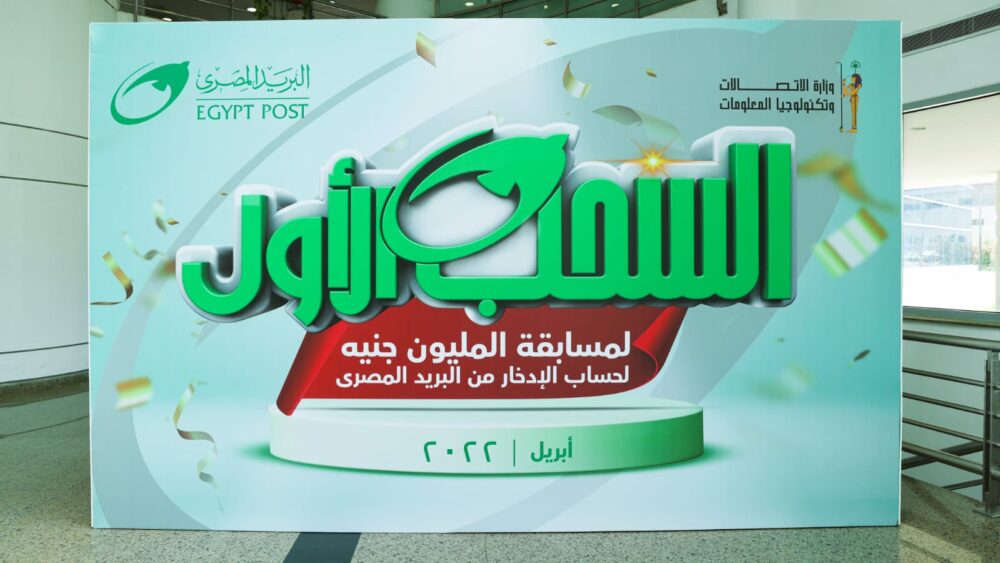 البريد المصرى
EGYPT POST
وزارة الاتصالات
وتكنولوجيا المعلومات
السحب الأول
لمسابقة المليون جنيه
لحساب الإدخار من البريد المصرى
أبريل | ٢٠٢٢